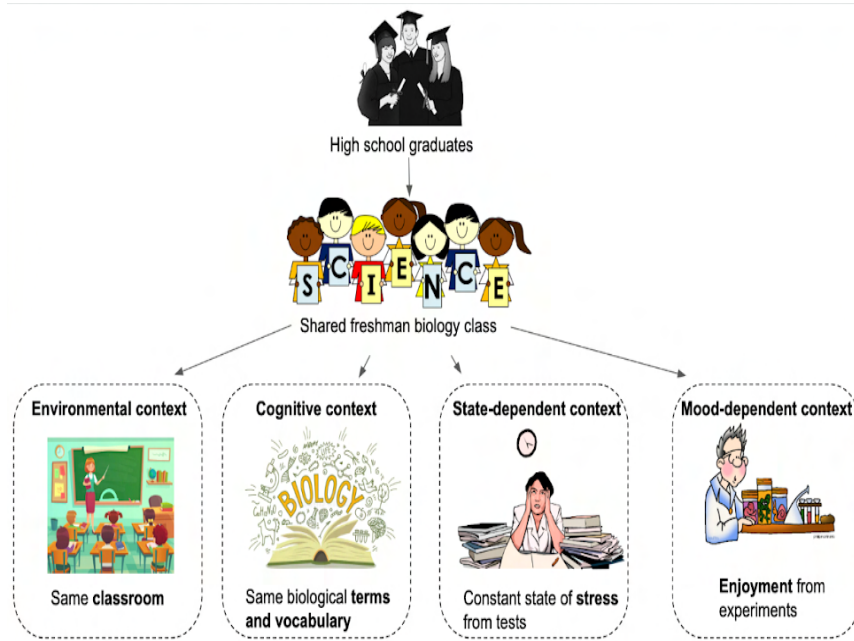 High school graduates
S C I E N C E
Shared freshman biology class
Environmental context
Same classroom
Cognitive context
BIOLOGY
Same biological terms
and vocabulary
State-dependent context
Constant state of stress
from tests
Mood-dependent context
Enjoyment from
experiments